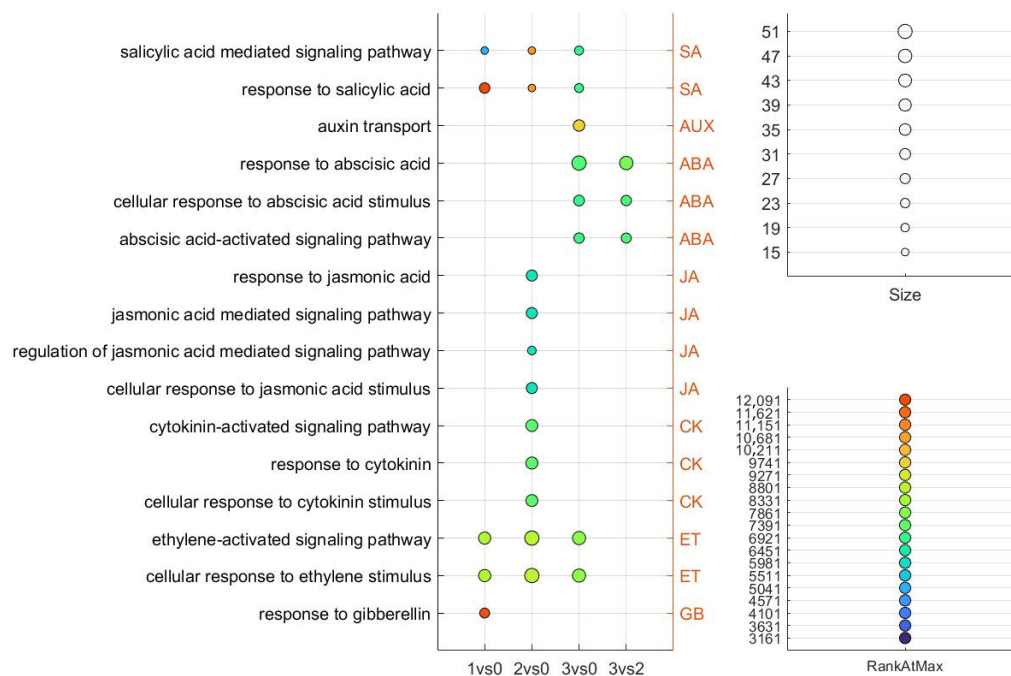 salicylic acid mediated signaling pathway SA
response to salicylic acid SA
auxin transport AUX
response to abscisic acid ABA
cellular response to abscisic acid stimulus ABA
abscisic acid-activated signaling pathway ABA
response to jasmonic acid JA
jasmonic acid mediated signaling pathway JA
regulation of jasmonic acid mediated signaling pathway JA
cellular response to jasmonic acid stimulus JA
cytokinin-activated signaling pathway CK
response to cytokinin CK
cellular response to cytokinin stimulus CK
ethylene-activated signaling pathway ET
cellular response to ethylene stimulus ET
response to gibberellin GB
1vs0 2vs0 3vs0 3vs2
51
47
43
39
35
31
27
23
19
15
Size
12,091
11,621
11,151
10,681
10,211
9741
9271
8801
8331
7861
7391
6921
6451
5981
5511
5041
4571
4101
3631
3161
RankAtMax